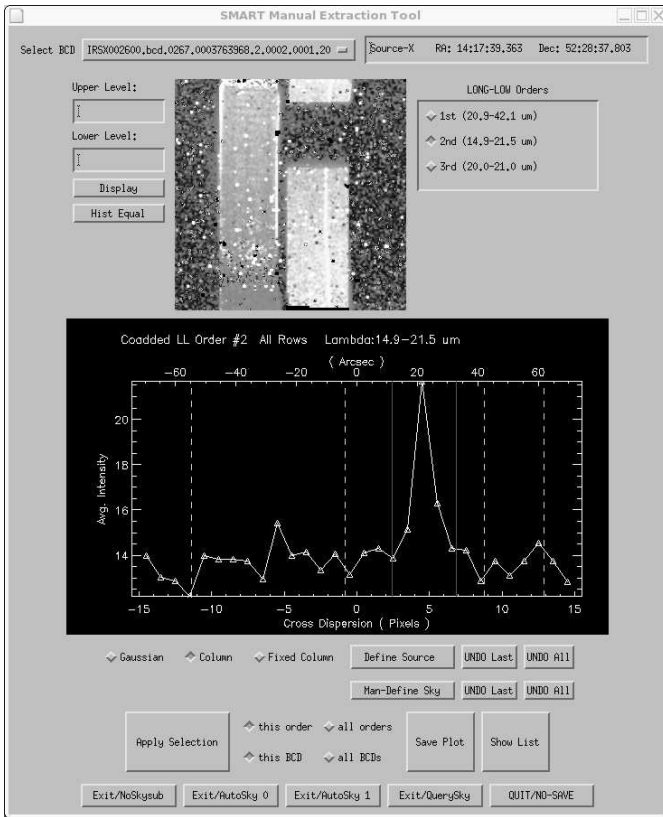 SMART Manual Extraction Tool
Select BCD IRSX002600.bcd.0267.0003763968.2.0002.0001.20 Source-X RA: 14:17:39.363 Dec: 52:28:37.803
Upper Level:
Lower Level:
Display
Hist Equal
LONG-LOW Orders
1st (20.9-42.1 um)
2nd (14.9-21.5 um)
3rd (20.0-21.0 um)
Coadded LL Order #2 All Rows Lambda:14.9-21.5 um
( Arcsec )
-60 -40 -20 0 20 40 60
Avg. Intensity
20
18
16
14
-15 -10 -5 0 5 10 15
Cross Dispersion ( Pixels )
Gaussian Column Fixed Column Define Source UNDO Last UNDO All
Man-Define Sky UNDO Last UNDO All
Apply Selection this order all orders Save Plot Show List
this BCD all BCDs
Exit/NoSkysub Exit/AutoSky 0 Exit/AutoSky 1 Exit/QuerySky QUIT/NO-SAVE